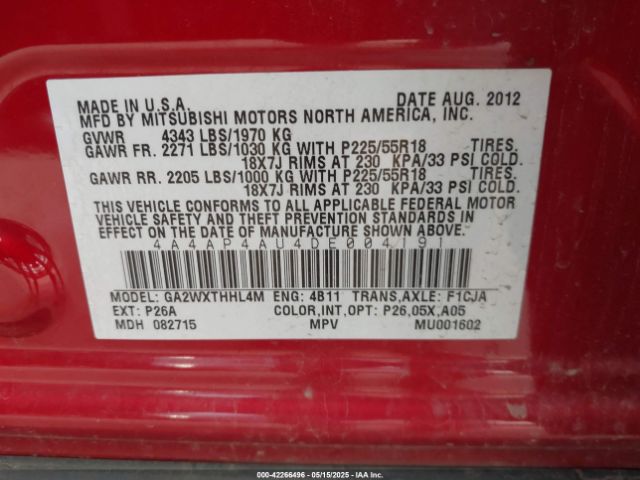 MADE IN U.S.A. DATE AUG. 2012
MFD BY MITSUBISHI MOTORS NORTH AMERICA, INC.
GVWR 4343 LBS/1970 KG
GAWR FR. 2271 LBS/1030 KG WITH P225/55R18 TIRES.
18X7J RIMS AT 230 KPA/33 PSI COLD.
GAWR RR. 2205 LBS/1000 KG WITH P225/55R18 TIRES.
18X7J RIMS AT 230 KPA/33 PSI COLD.
THIS VEHICLE CONFORMS TO ALL APPLICABLE FEDERAL MOTOR
VEHICLE SAFETY AND THEFT PREVENTION STANDARDS IN
EFFECT ON THE DATE OF MANUFACTURE SHOWN ABOVE.
4A4AP4AU4DE004191
MODEL: GA2WXTHHL4M ENG: 4B11 TRANS,AXLE: F1CJA
EXT: P26A COLOR,INT,OPT: P26,05X,A05
MDH 082715 MPV MU001602
000-42266496 - 05/15/2025 - IAA Inc.